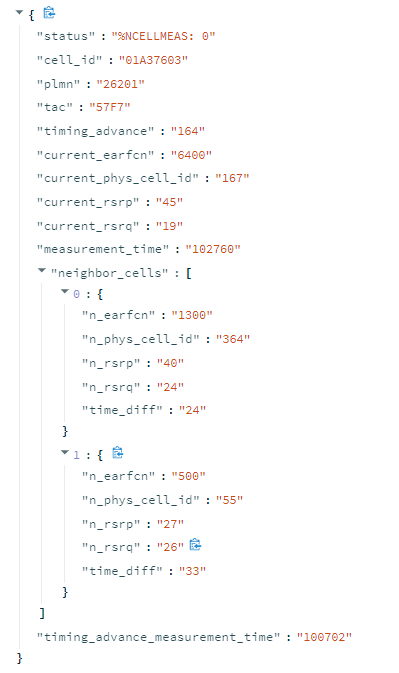 {
"status" : "%NCELLMEAS: 0"
"cell_id" : "01A37603"
"plmn" : "26201"
"tac" : "57F7"
"timing_advance" : "164"
"current_earfcn" : "6400"
"current_phys_cell_id" : "167"
"current_rsrp" : "45"
"current_rsrq" : "19"
"measurement_time" : "102760"
"neighbor_cells" : [
0 : {
"n_earfcn" : "1300"
"n_phys_cell_id" : "364"
"n_rsrp" : "40"
"n_rsrq" : "24"
"time_diff" : "24"
}
1 : {
"n_earfcn" : "500"
"n_phys_cell_id" : "55"
"n_rsrp" : "27"
"n_rsrq" : "26"
"time_diff" : "33"
}
]
"timing_advance_measurement_time" : "100702"
}